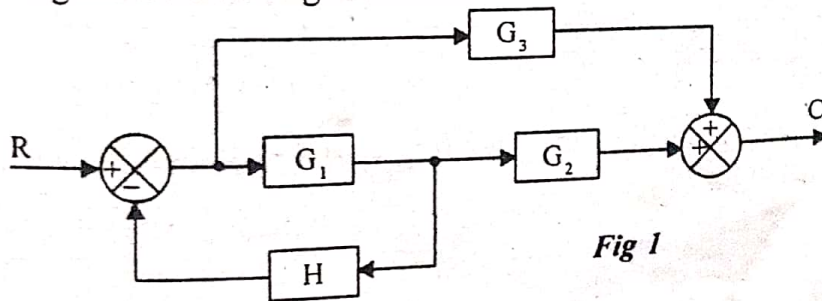 G₃
R
+
−
G₁
G₂
+
+
C
H
Fig 1